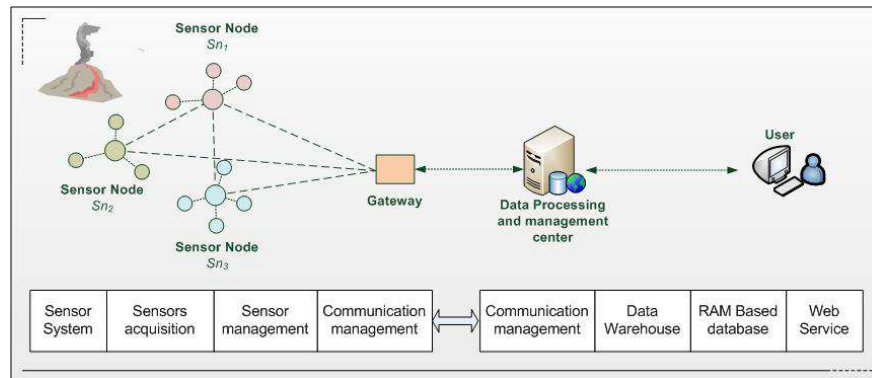 Sensor Node
Sn1
Sensor Node
Sn2
Sensor Node
Sn3
Gateway
Data Processing
and management
center
User
Sensor
System
Sensors
acquisition
Sensor
management
Communication
management
Communication
management
Data
Warehouse
RAM Based
database
Web
Service